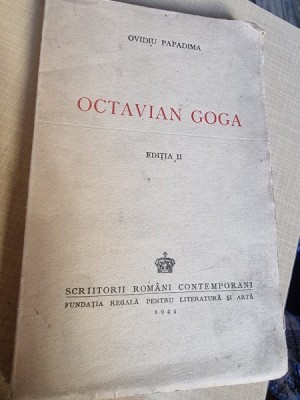 OVIDIU PAPADIMA
OCTAVIAN GOGA
EDIȚIA II
SCRIITORII ROMÂNI CONTEMPORANI
FUNDAȚIA REGALĂ PENTRU LITERATURĂ ȘI ARTĂ
1944